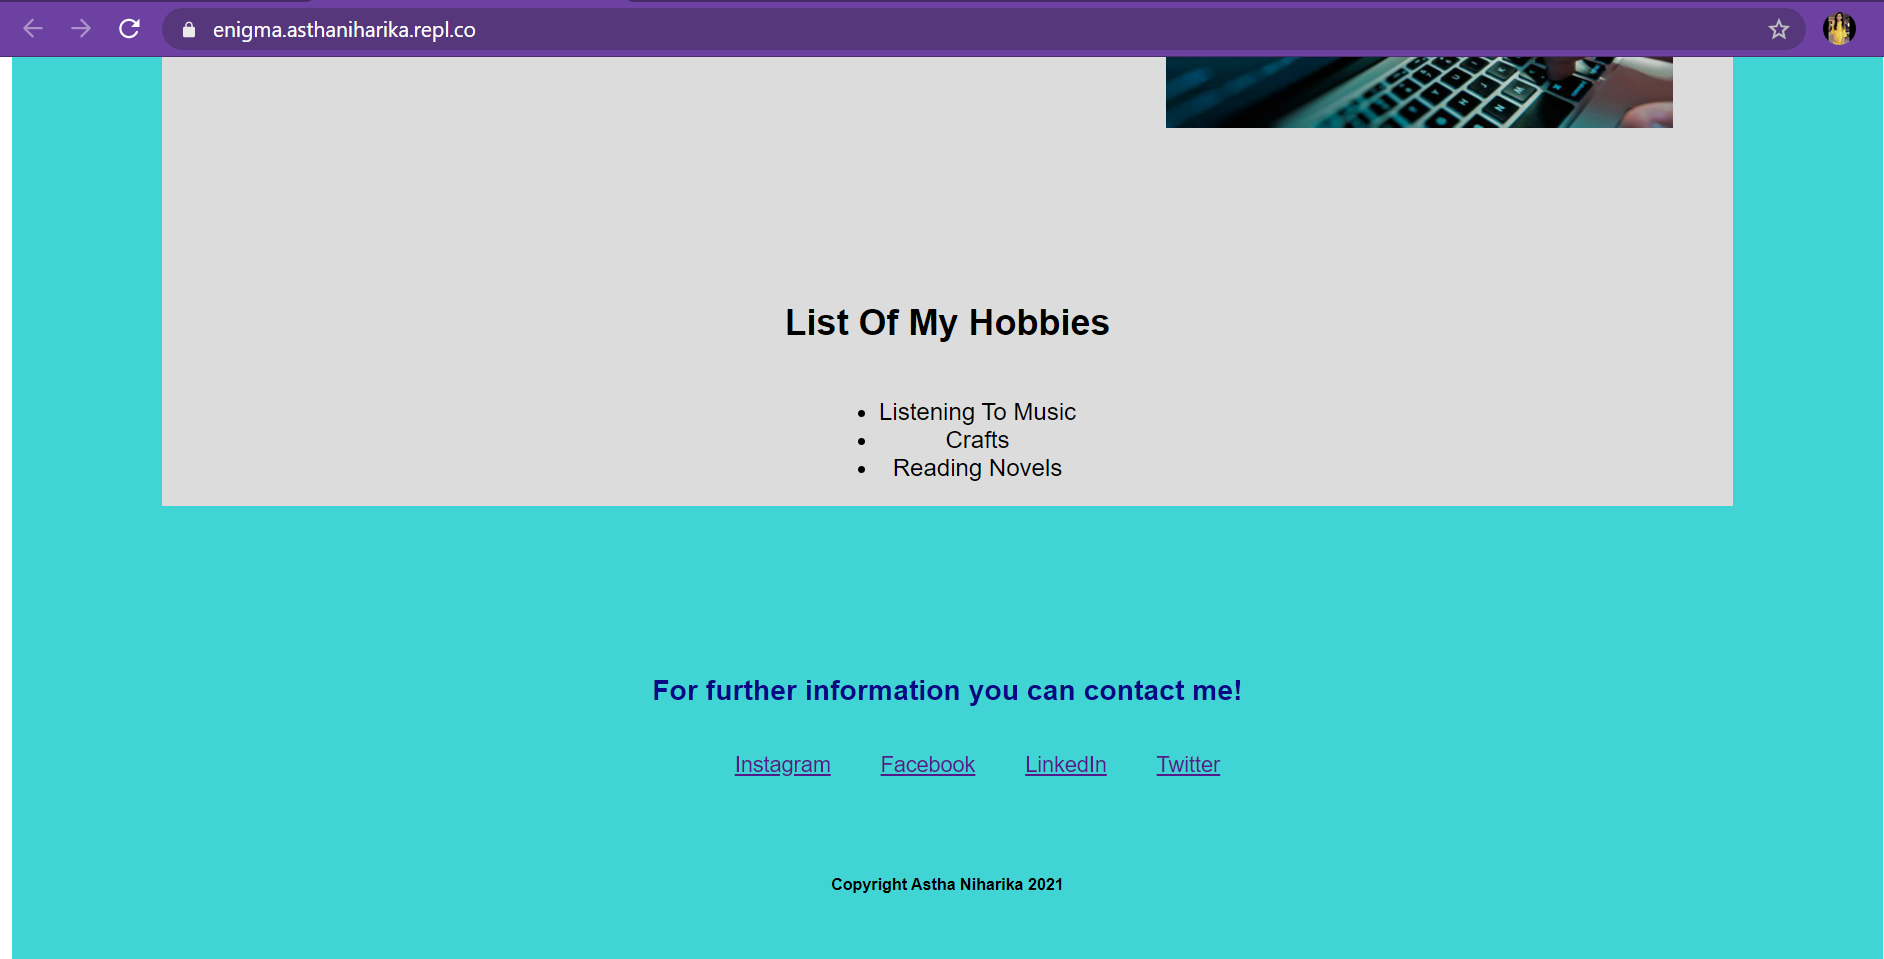 enigma.asthaniharika.repl.co
List Of My Hobbies
Listening To Music
Crafts
Reading Novels
For further information you can contact me!
Instagram Facebook LinkedIn Twitter
Copyright Astha Niharika 2021